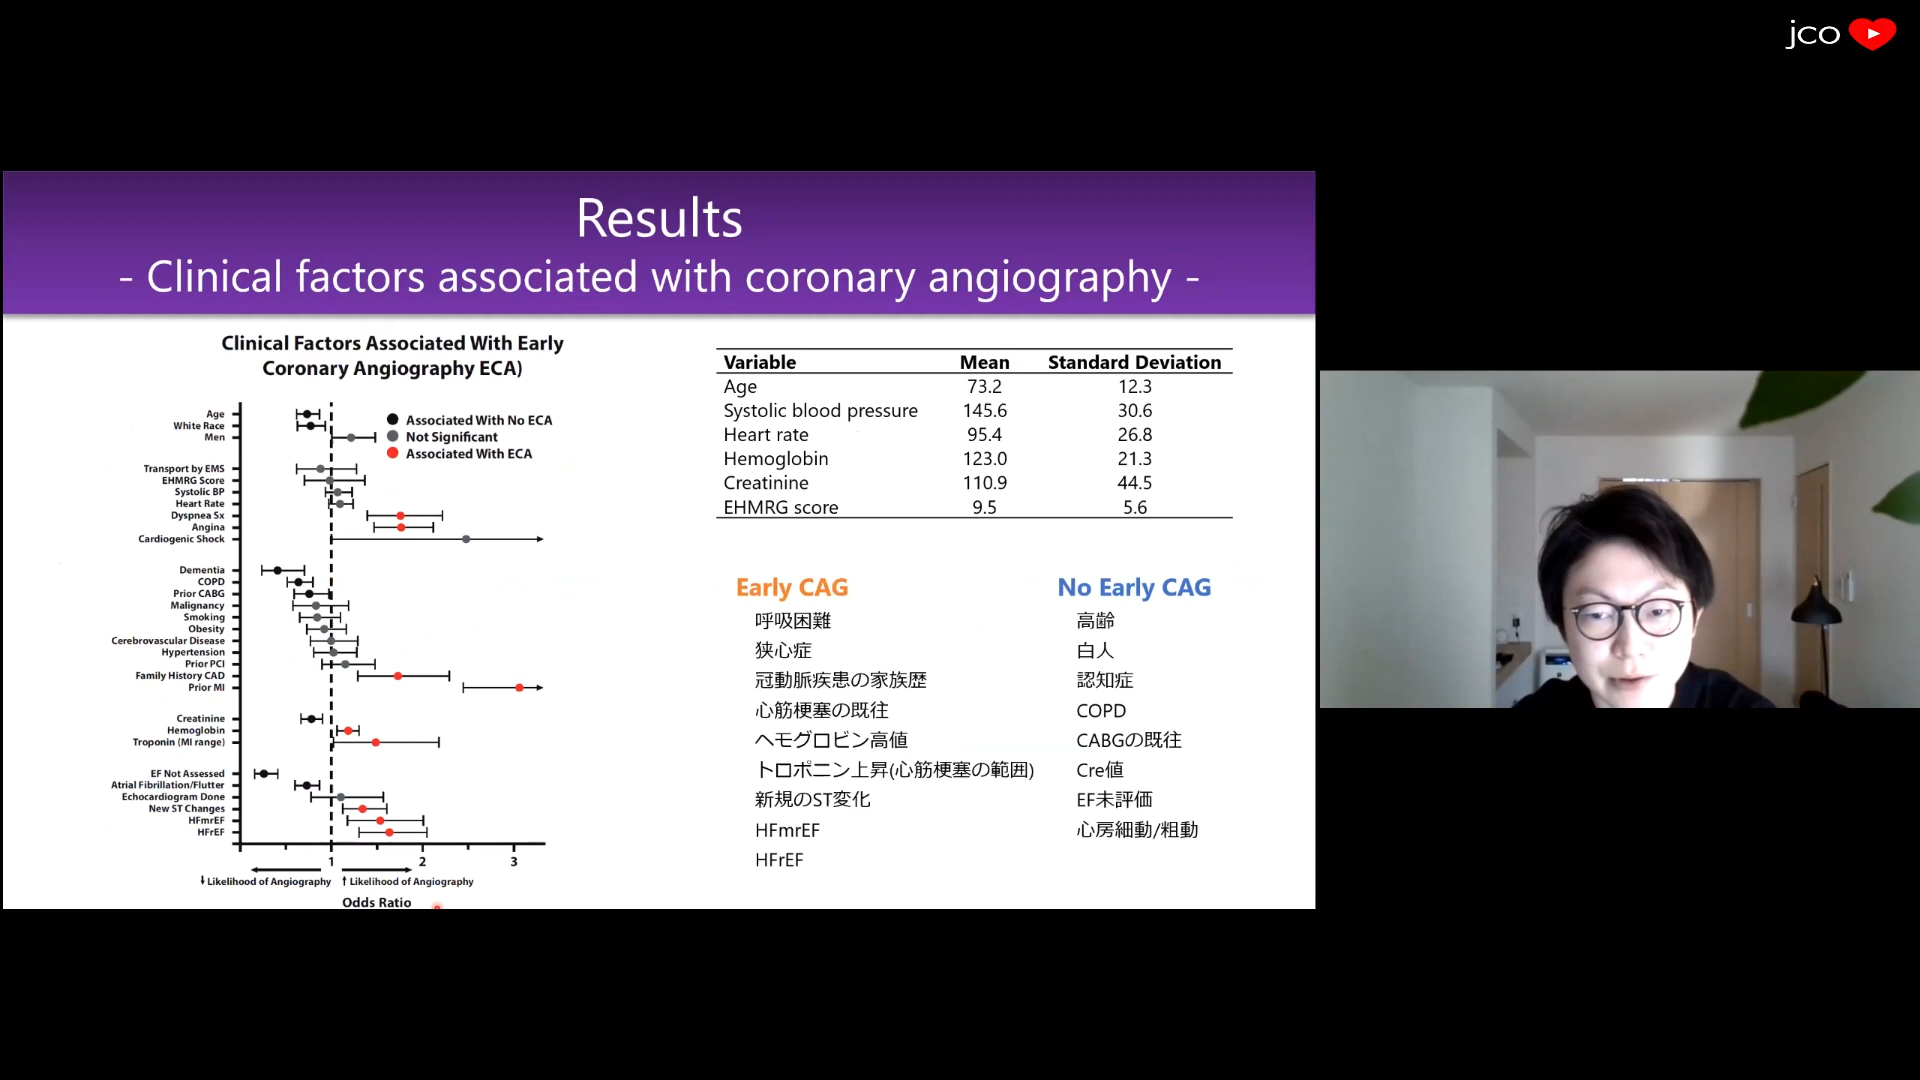 jco
Results
- Clinical factors associated with coronary angiography -
Clinical Factors Associated With Early
Coronary Angiography ECA)
Associated With No ECA
Not Significant
Associated With ECA
Age
White Race
Men
Transport by EMS
EHMRG Score
Systolic BP
Heart Rate
Dyspnea Sx
Angina
Cardiogenic Shock
Dementia
COPD
Prior CABG
Malignancy
Smoking
Obesity
Cerebrovascular Disease
Hypertension
Prior PCI
Family History CAD
Prior MI
Creatinine
Hemoglobin
Troponin (MI range)
EF Not Assessed
Atrial Fibrillation/Flutter
Echocardiogram Done
New ST Changes
HFmrEF
HFrEF
1 2 3
↓ Likelihood of Angiography ↑ Likelihood of Angiography
Odds Ratio
Variable Mean Standard Deviation
Age 73.2 12.3
Systolic blood pressure 145.6 30.6
Heart rate 95.4 26.8
Hemoglobin 123.0 21.3
Creatinine 110.9 44.5
EHMRG score 9.5 5.6
Early CAG
呼吸困難
狭心症
冠動脈疾患の家族歴
心筋梗塞の既往
ヘモグロビン高値
トロポニン上昇(心筋梗塞の範囲)
新規のST変化
HFmrEF
HFrEF
No Early CAG
高齢
白人
認知症
COPD
CABGの既往
Cre値
EF未評価
心房細動/粗動